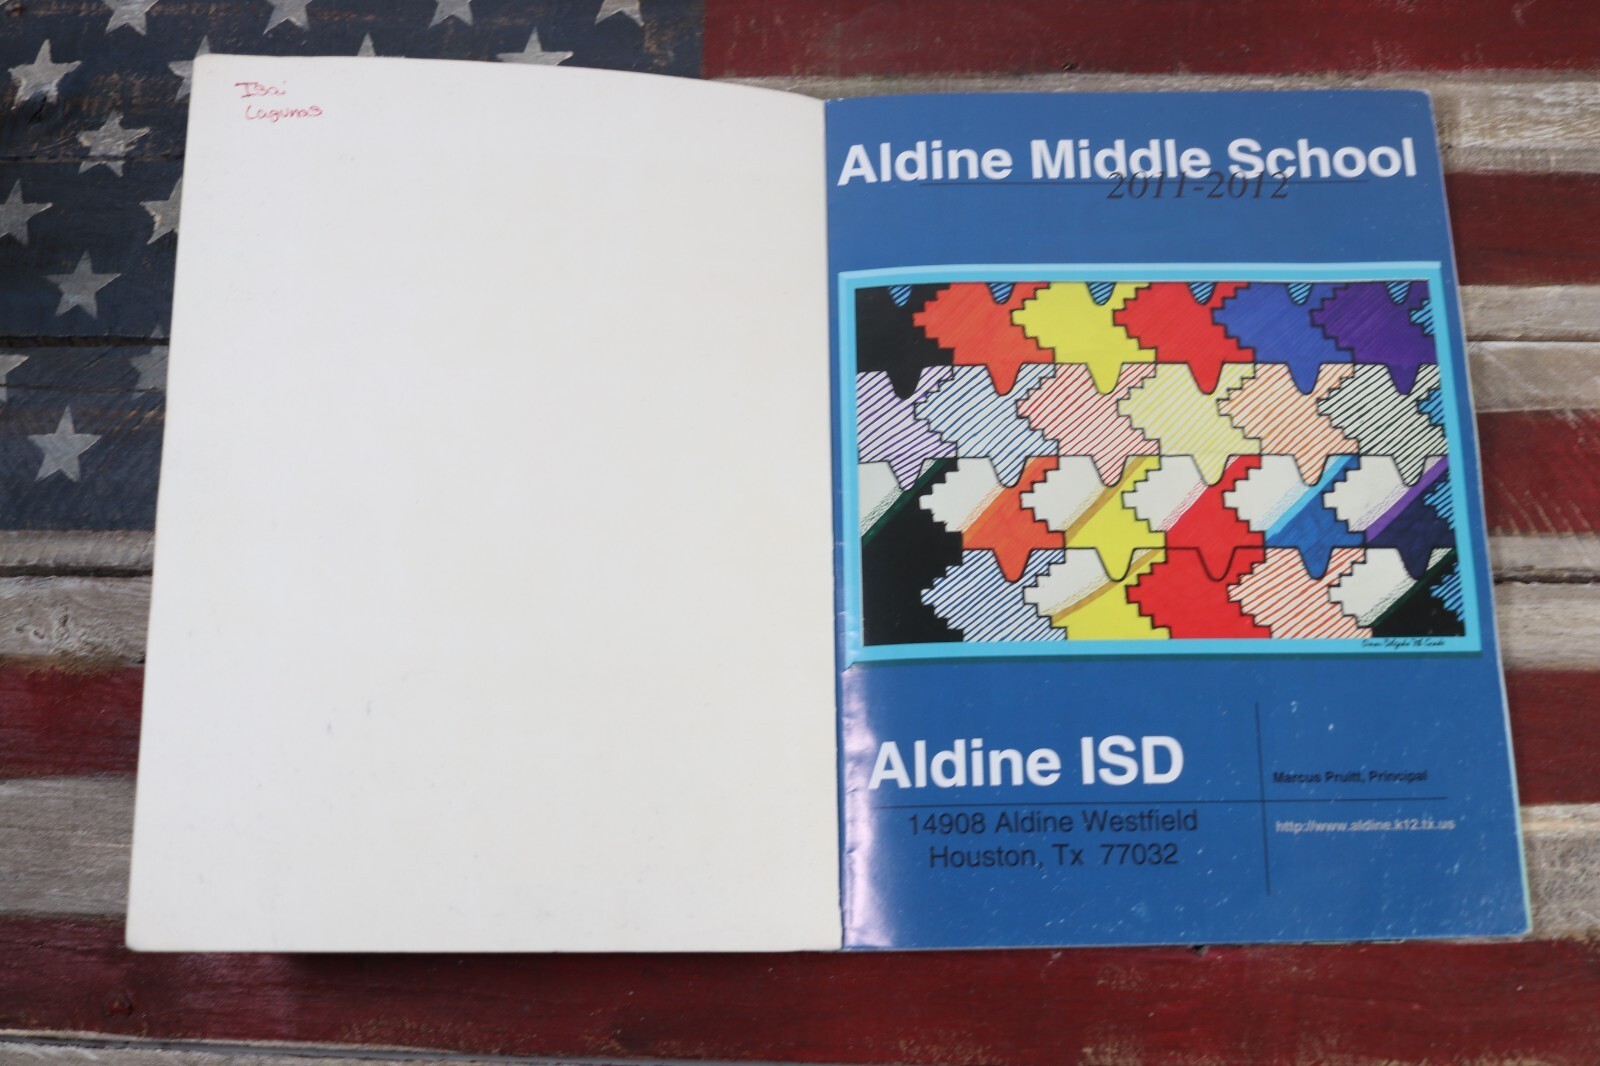 Isai
Lagunas
Aldine Middle School
2011-2012
Aldine ISD
14908 Aldine Westfield
Houston, Tx 77032
Marcus Pruitt, Principal
http://www.aldine.k12.tx.us